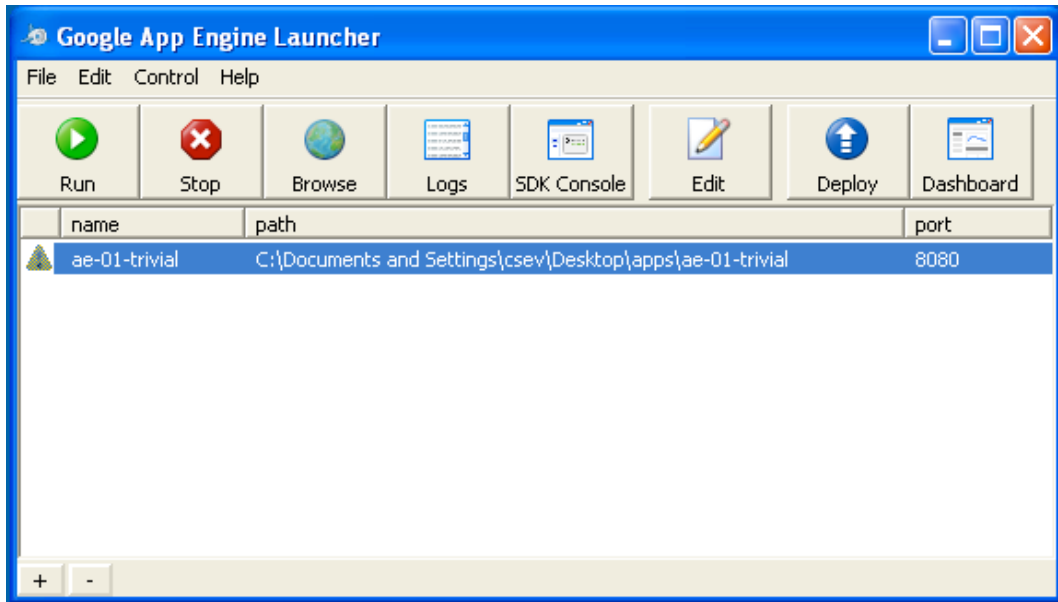 Google App Engine Launcher
File Edit Control Help
Run Stop Browse Logs SDK Console Edit Deploy Dashboard
name path port
ae-01-trivial C:\Documents and Settings\csev\Desktop\apps\ae-01-trivial 8080
+ -